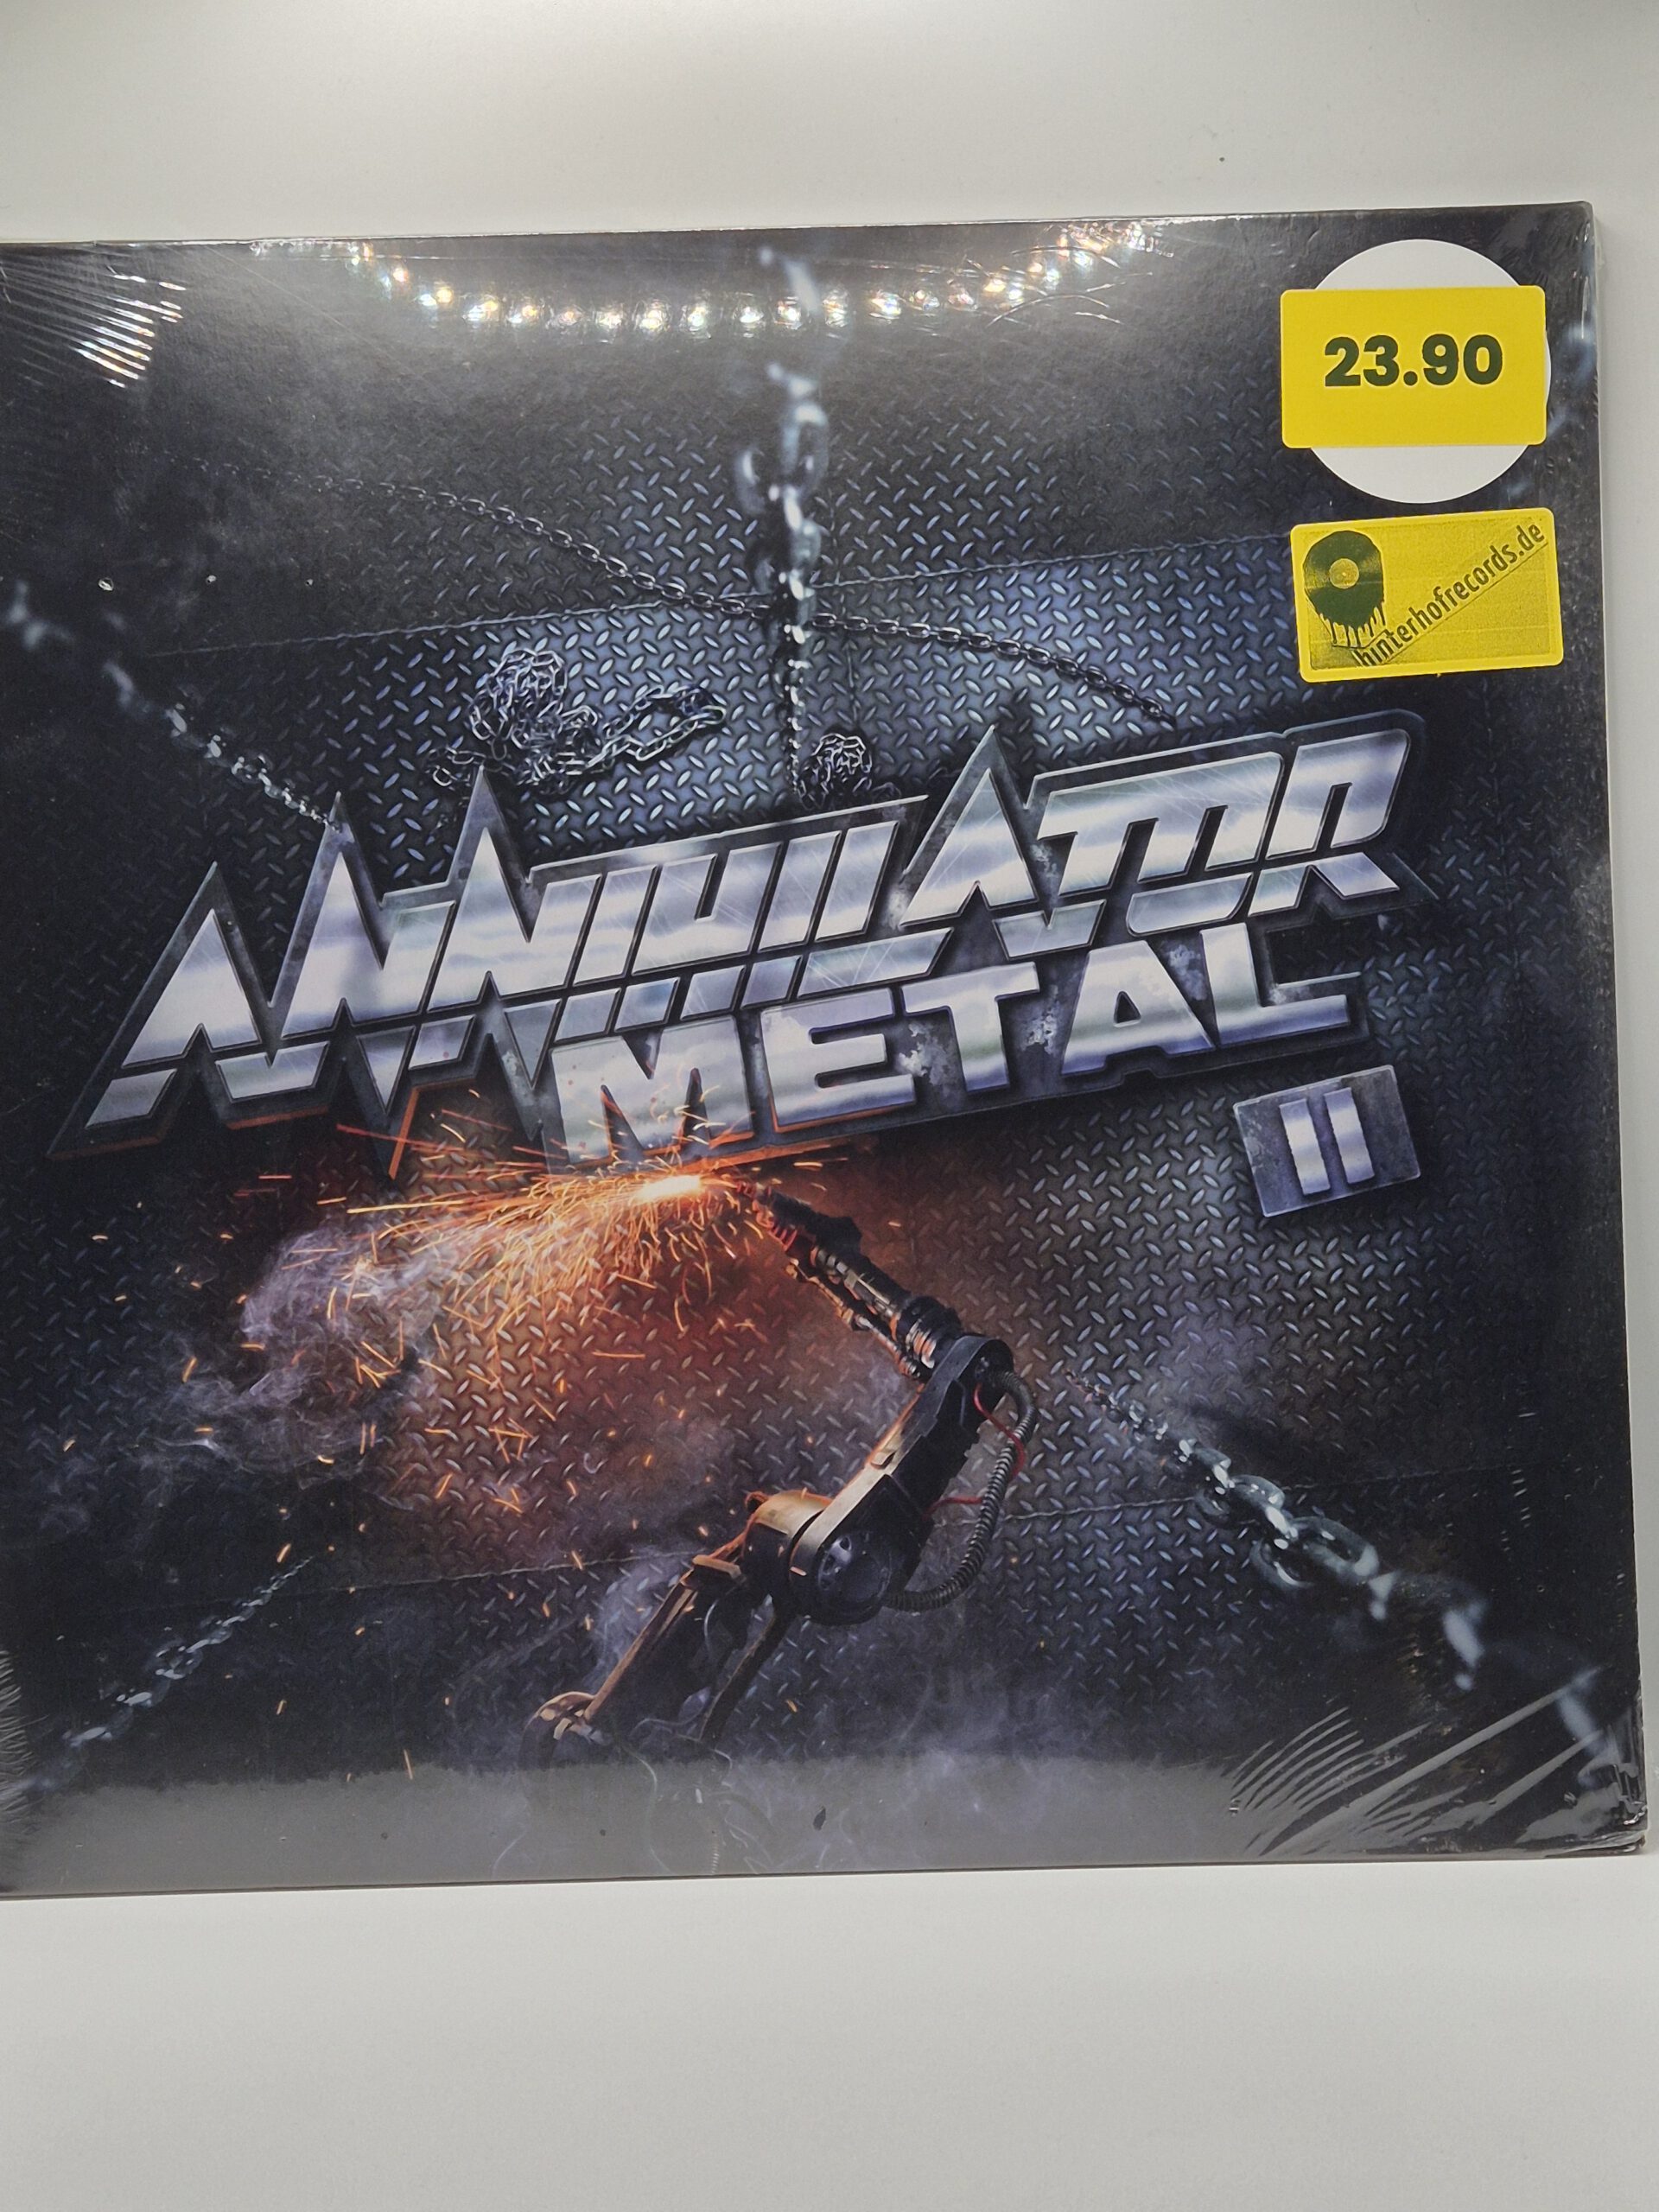 23.90
hinterhofrecords.de
ANNIHILATOR
METAL
II